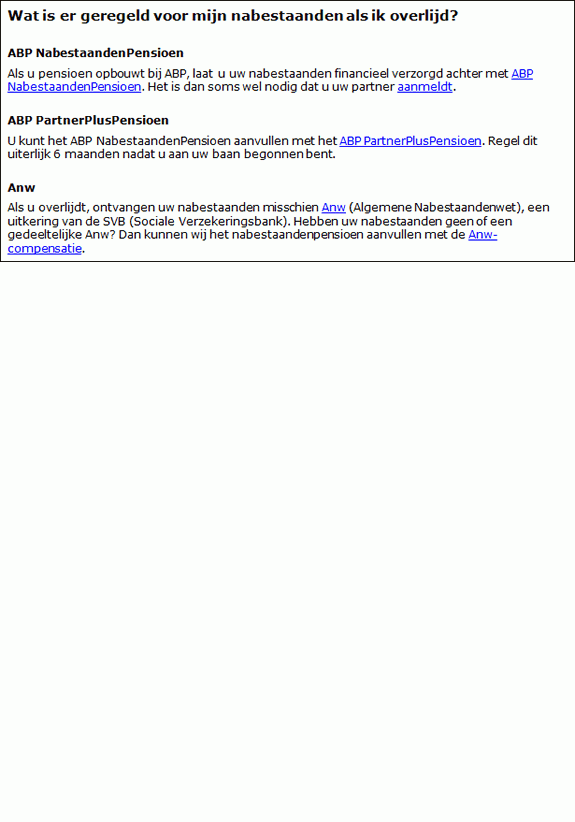 Wat is er geregeld voor mijn nabestaanden als ik overlijd?
ABP NabestaandenPensioen
Als u pensioen opbouwt bij ABP, laat u uw nabestaanden financieel verzorgd achter met ABP
NabestaandenPensioen. Het is dan soms wel nodig dat u uw partner aanmeldt.
ABP PartnerPlusPensioen
U kunt het ABP NabestaandenPensioen aanvullen met het ABP PartnerPlusPensioen. Regel dit
uiterlijk 6 maanden nadat u aan uw baan begonnen bent.
Anw
Als u overlijdt, ontvangen uw nabestaanden misschien Anw (Algemene Nabestaandenwet), een
uitkering van de SVB (Sociale Verzekeringsbank). Hebben uw nabestaanden geen of een
gedeeltelijke Anw? Dan kunnen wij het nabestaandenpensioen aanvullen met de Anw-
compensatie.